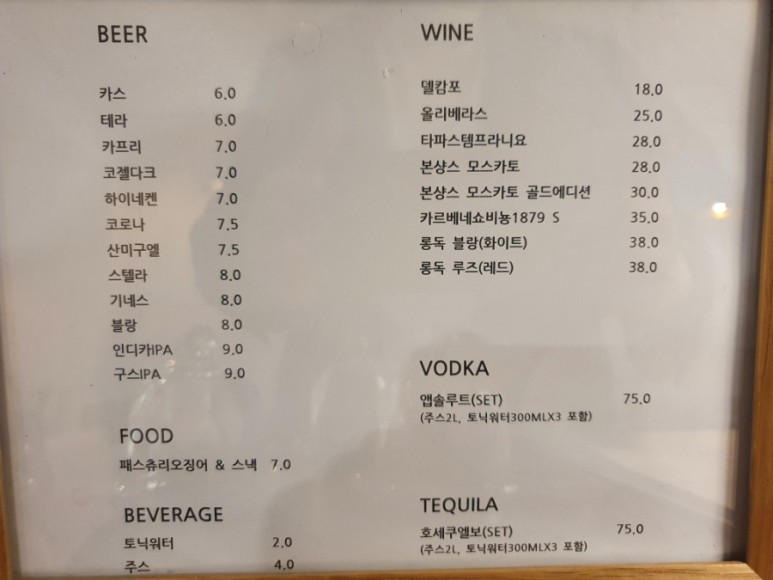 BEER
카스 6.0
테라 6.0
카프리 7.0
코젤다크 7.0
하이네켄 7.0
코로나 7.5
산미구엘 7.5
스텔라 8.0
기네스 8.0
블랑 8.0
인디카IPA 9.0
구스IPA 9.0
FOOD
패스츄리오징어 & 스낵 7.0
BEVERAGE
토닉워터 2.0
주스 4.0
WINE
델캄포 18.0
올리베라스 25.0
타파스템프라니요 28.0
본샹스 모스카토 28.0
본샹스 모스카토 골드에디션 30.0
카르베네쇼비뇽1879 S 35.0
롱독 블랑(화이트) 38.0
롱독 루즈(레드) 38.0
VODKA
앱솔루트(SET) 75.0
(주스2L, 토닉워터300MLX3 포함)
TEQUILA
호세쿠엘보(SET) 75.0
(주스2L, 토닉워터300MLX3 포함)